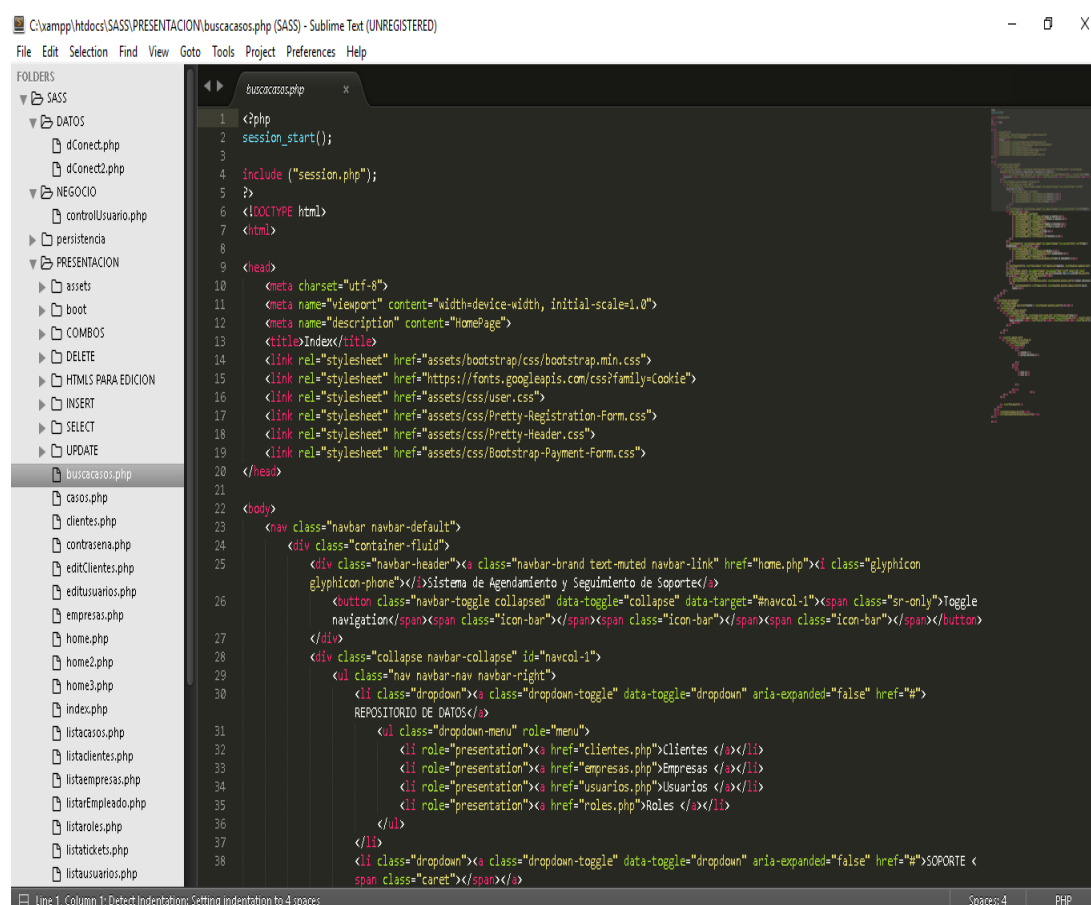 C:\xampp\htdocs\SASS\PRESENTACION\buscacasos.php (SASS) - Sublime Text (UNREGISTERED)
File Edit Selection Find View Goto Tools Project Preferences Help
FOLDERS
SASS
DATOS
dConect.php
dConect2.php
NEGOCIO
controlUsuario.php
persistencia
PRESENTACION
assets
boot
COMBOS
DELETE
HTMLS PARA EDICION
INSERT
SELECT
UPDATE
buscacasos.php
casos.php
clientes.php
contrasena.php
editClientes.php
editusuarios.php
empresas.php
home.php
home2.php
home3.php
index.php
listacasos.php
listaclientes.php
listaempresas.php
listarEmpleado.php
listaroles.php
listatickets.php
listausuarios.php
buscacasos.php x
1 <?php
2 session_start();
3
4 include ("session.php");
5 ?>
6 <!DOCTYPE html>
7 <html>
8
9 <head>
10 <meta charset="utf-8">
11 <meta name="viewport" content="width=device-width, initial-scale=1.0">
12 <meta name="description" content="HomePage">
13 <title>Index</title>
14 <link rel="stylesheet" href="assets/bootstrap/css/bootstrap.min.css">
15 <link rel="stylesheet" href="https://fonts.googleapis.com/css?family=Cookie">
16 <link rel="stylesheet" href="assets/css/user.css">
17 <link rel="stylesheet" href="assets/css/Pretty-Registration-Form.css">
18 <link rel="stylesheet" href="assets/css/Pretty-Header.css">
19 <link rel="stylesheet" href="assets/css/Bootstrap-Payment-Form.css">
20 </head>
21
22 <body>
23 <nav class="navbar navbar-default">
24 <div class="container-fluid">
25 <div class="navbar-header"><a class="navbar-brand text-muted navbar-link" href="home.php"><i class="glyphicon
glyphicon-phone"></i>Sistema de Agendamiento y Seguimiento de Soporte</a>
26 <button class="navbar-toggle collapsed" data-toggle="collapse" data-target="#navcol-1"><span class="sr-only">Toggle
navigation</span><span class="icon-bar"></span><span class="icon-bar"></span><span class="icon-bar"></span></button>
27 </div>
28 <div class="collapse navbar-collapse" id="navcol-1">
29 <ul class="nav navbar-nav navbar-right">
30 <li class="dropdown"><a class="dropdown-toggle" data-toggle="dropdown" aria-expanded="false" href="#">
REPOSITORIO DE DATOS</a>
31 <ul class="dropdown-menu" role="menu">
32 <li role="presentation"><a href="clientes.php">Clientes </a></li>
33 <li role="presentation"><a href="empresas.php">Empresas </a></li>
34 <li role="presentation"><a href="usuarios.php">Usuarios </a></li>
35 <li role="presentation"><a href="roles.php">Roles </a></li>
36 </ul>
37 </li>
38 <li class="dropdown"><a class="dropdown-toggle" data-toggle="dropdown" aria-expanded="false" href="#">SOPORTE <
span class="caret"></span></a>
Line 1, Column 1; Detect Indentation: Setting indentation to 4 spaces Spaces: 4 PHP